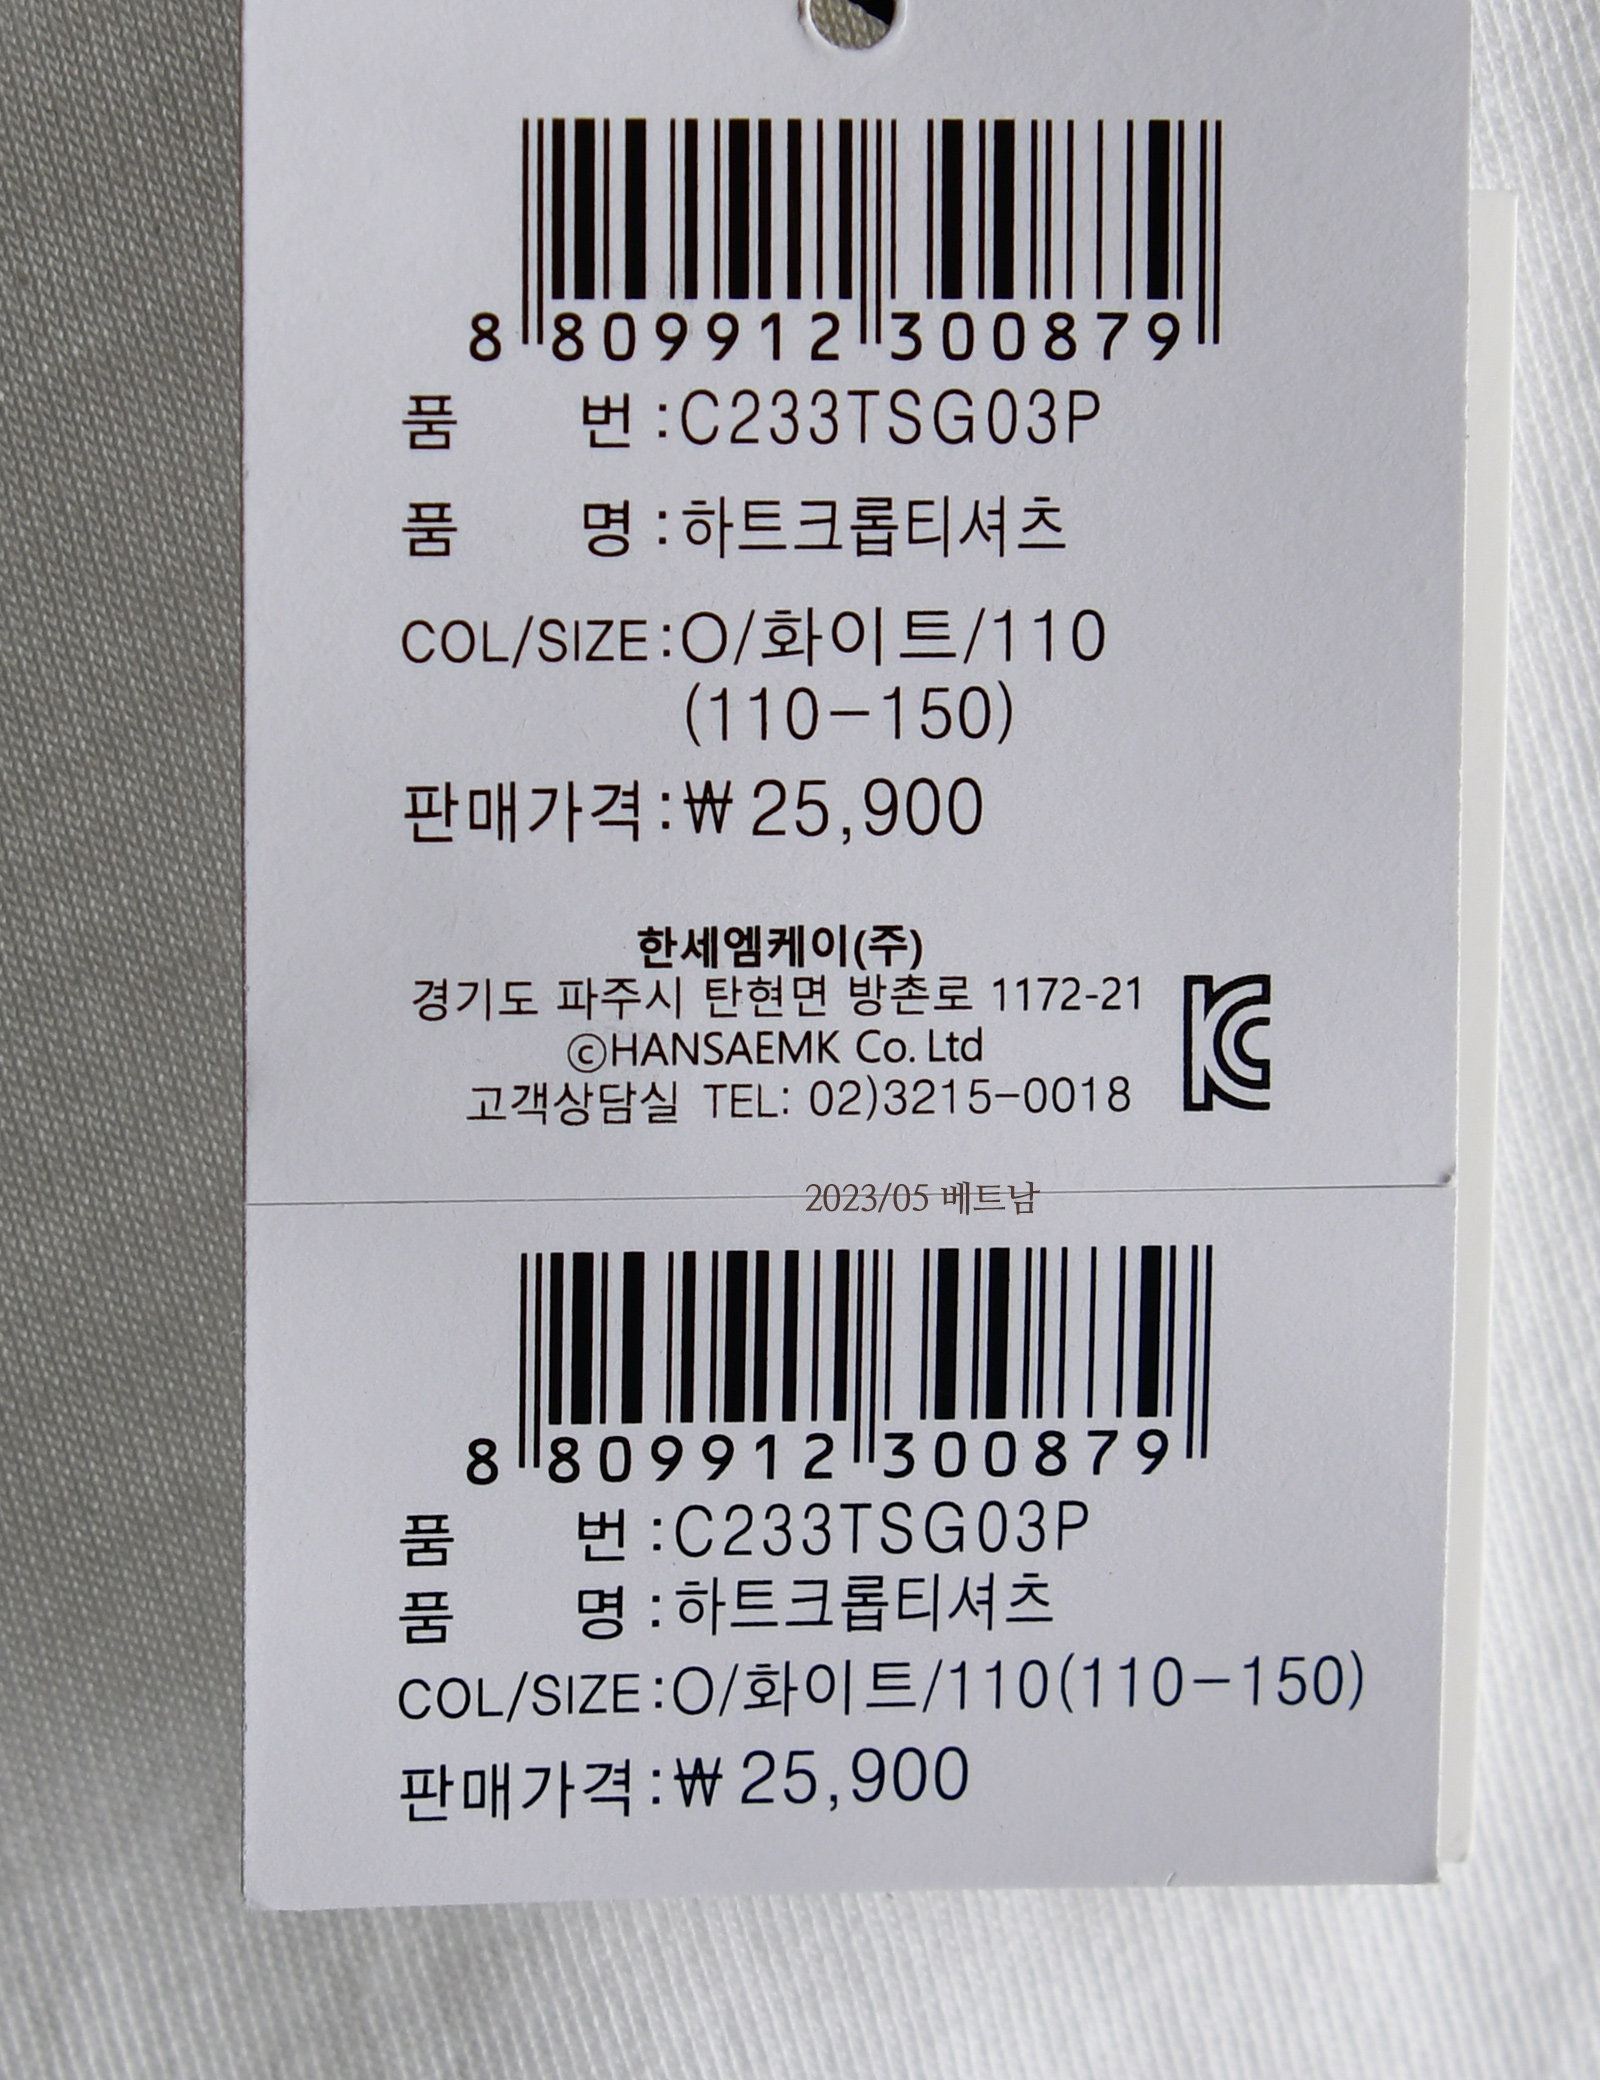 8 809912 300879
품 번 :C233TSG03P
품 명 :하트크롭티셔츠
COL/SIZE:O/화이트/110
(110-150)
판매가격:₩25,900
한세엠케이(주)
경기도 파주시 탄현면 방촌로 1172-21
ⓒHANSAEMK Co. Ltd
고객상담실 TEL: 02)3215-0018
KC
2023/05 베트남
8 809912 300879
품 번 :C233TSG03P
품 명 :하트크롭티셔츠
COL/SIZE:O/화이트/110(110-150)
판매가격:₩25,900